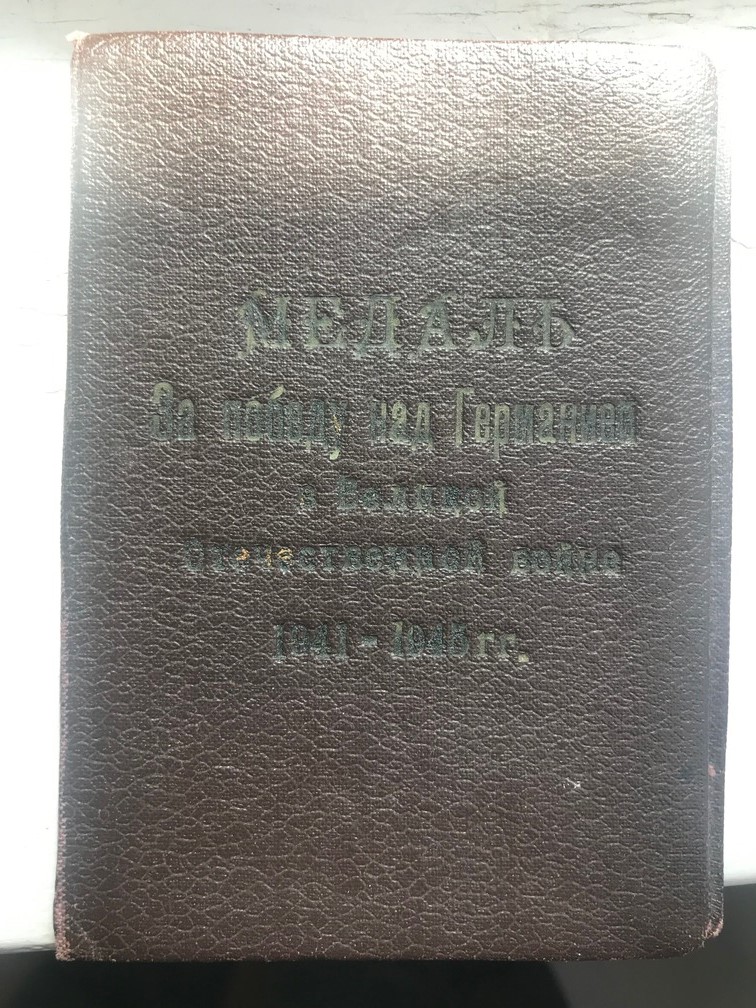 МЕДАЛЬ
За победу над Германией
в Великой
Отечественной войне
1941-1945 гг.